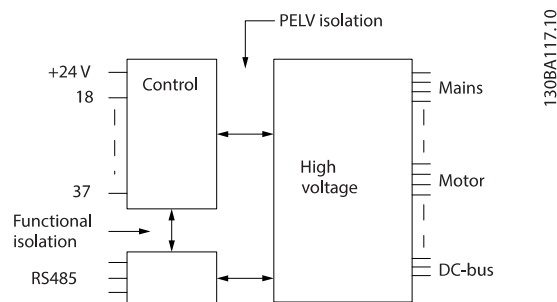 PELV isolation
130BA117.10
+24 V
Control
Mains
18
High
voltage
Motor
37
Functional
isolation
RS485
DC-bus